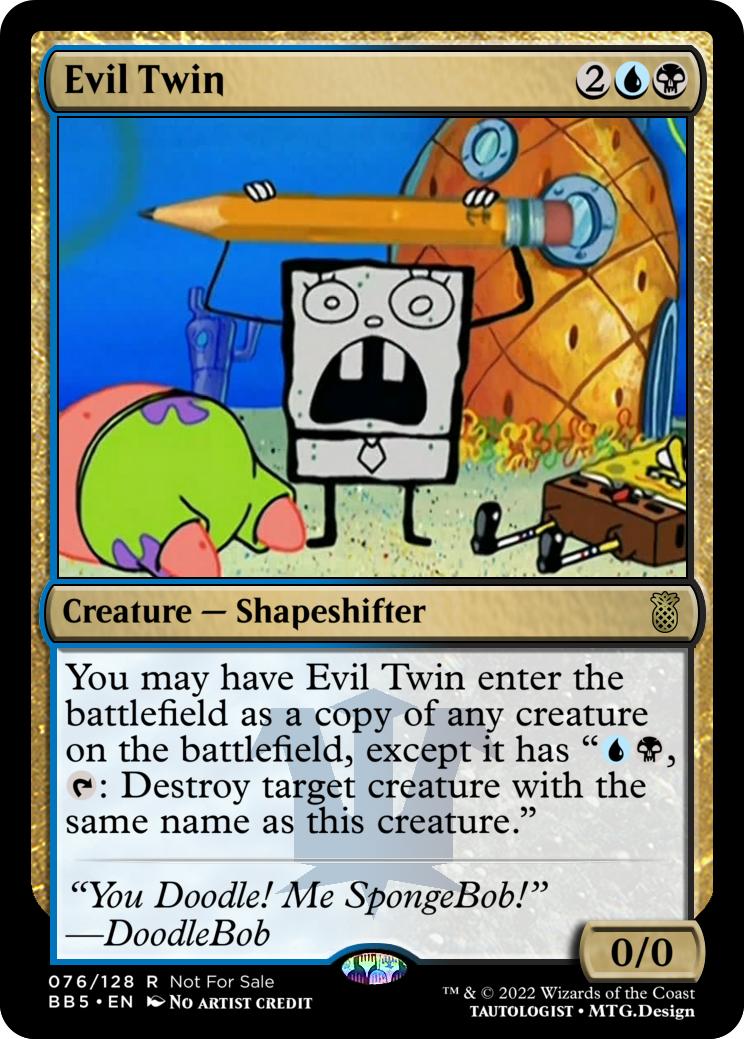 Evil Twin 2
Creature — Shapeshifter
You may have Evil Twin enter the
battlefield as a copy of any creature
on the battlefield, except it has “ ,
: Destroy target creature with the
same name as this creature.”
“You Doodle! Me SpongeBob!”
—DoodleBob
0/0
076/128 R Not For Sale
BB5 • EN No artist credit
™ & © 2022 Wizards of the Coast
TAUTOLOGIST • MTG.Design